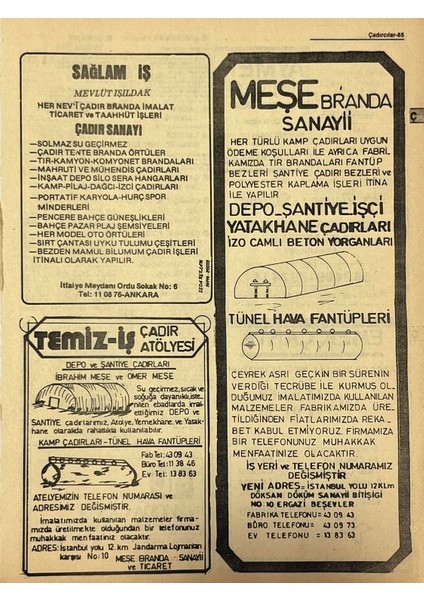 Çadırcılar-85
SAĞLAM İŞ
MEVLUT IŞILDAK
HER NEV'İ ÇADIR BRANDA İMALAT
TİCARET ve TAAHHÜT İŞLERİ
ÇADIR SANAYİ
—SOLMAZ SU GEÇİRMEZ
—ÇADIR TENTE BRANDA ÖRTÜLER
—TIR-KAMYON-KOMYONET BRANDALARI
—MAHRUTİ VE MÜHENDİS ÇADIRLARI
—İNŞAAT DEPO SİLO SERA HANGARLARI
—KAMP-PLAJ-DAĞCI-İZCİ ÇADIRLARI
—PORTATİF KARYOLA-HURÇ SPOR
MİNDERLERİ
—PENCERE BAHÇE GÜNEŞLİKLERİ
—BAHÇE PAZAR PLAJ ŞEMSİYELERİ
—HER MODEL OTO ÖRTÜLERİ
—SIRT ÇANTASI UYKU TULUMU ÇEŞİTLERİ
—BEZDEN MAMUL BİLUMUM ÇADIR İŞLERİ
İTİNALI OLARAK YAPILIR.
İtfaiye Meydanı Ordu Sokak No: 6
Tel: 11 08 76-ANKARA
TEMİZ-İŞ ÇADIR
ATÖLYESİ
DEPO ve ŞANTİYE ÇADIRLARI
İBRAHİM MEŞE ve ÖMER MEŞE
Su geçirmez, sıcak ve
soğuğa dayanıklı, iste-
nilen ebadlarda imal
ettiğimiz DEPO ve
ŞANTİYE çadırlarımız, Atolye, Yemekhane, ve Yatak-
hane olarakda rahatlıkla kullanılabilir.
KAMP ÇADIRLARI-TÜNEL HAVA FANTÜPLERİ
Fab Tel: 43 09 43
Büro Tel: 11 38 46
Ev Tel: 13 83 63
ATELYEMİZİN TELEFON NUMARASI ve
ADRESİMİZ DEĞİŞMİSTİR.
İmalatımızda kullanılan malzemeler firma-
mızda üretilmekte olduğundan bir telefonunuz
muhakkak menfaatiniz olacaktır.
ADRES: İstanbul yolu 12. km Jandarma Lojmanları
karşısı No: 10 MEŞE BRANDA SANAYİİ
ve TİCARET
Ç
MEŞE BRANDA
SANAYİİ
HER TÜRLÜ KAMP ÇADIRLARI UYGUN
ÖDEME KOŞULLARI İLE AYRICA FABRİ_
KAMIZDA TIR BRANDALARI FANTÜP
BEZLERİ ŞANTİYE ÇADIRI BEZLERİ ve
POLYESTER KAPLAMA İŞLERİ İTİNA
İLE YAPILIR
DEPO_ŞANTİYE.İŞÇİ
YATAKHANE ÇADIRLARI
İZO CAMLI BETON YORGANLARI
TÜNEL HAVA FANTÜPLERİ
ÇEYREK ASRI GEÇKİN BİR SÜRENİN
VERDİĞİ TECRÜBE İLE KURMUŞ OL_
DUĞUMUZ İMALATIMIZDA KULLANILAN
MALZEMELER. FABRİKAMIZDA ÜRE_
TİLDİĞİNDEN FİATLARIMIZDA REKA_
BET KABUL ETMİYORUZ. FİRMAMIZA
BİR TELEFONUNUZ MUHAKKAK
MENFAATİNİZE OLACAKTIR.
İŞ YERİ ve TELEFON NUMARAMIZ
DEĞİŞMİSTİR
YENİ ADRES = İSTANBUL YOLU 12 Klm
DÖKSAN DÖKÜM SANAYİİ BİTİŞİĞİ
NO 10 ERGAZİ BEŞEVLER
FABRİKA TELEFONU = 43 09 43
BÜRO TELEFONU = 43 09 73
EV TELEFONU = 13 83 63